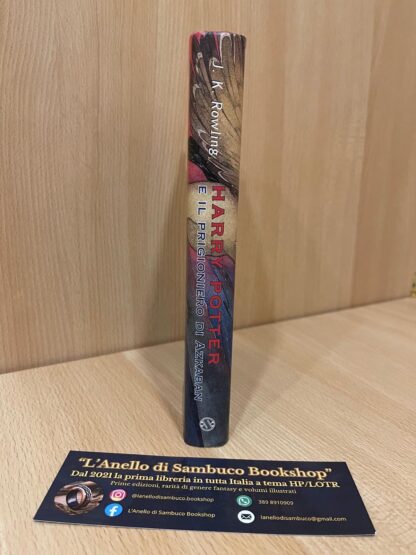 J. K. Rowling
HARRY POTTER
E IL PRIGIONIERO DI AZKABAN
“L'Anello di Sambuco Bookshop”
Dal 2021 la prima libreria in tutta Italia a tema HP/LOTR
Prime edizioni, rarità di genere fantasy e volumi illustrati
@lanellodisambuco.bookshop
389 8910905
L'Anello di Sambuco Bookshop
lanellodisambuco@gmail.com